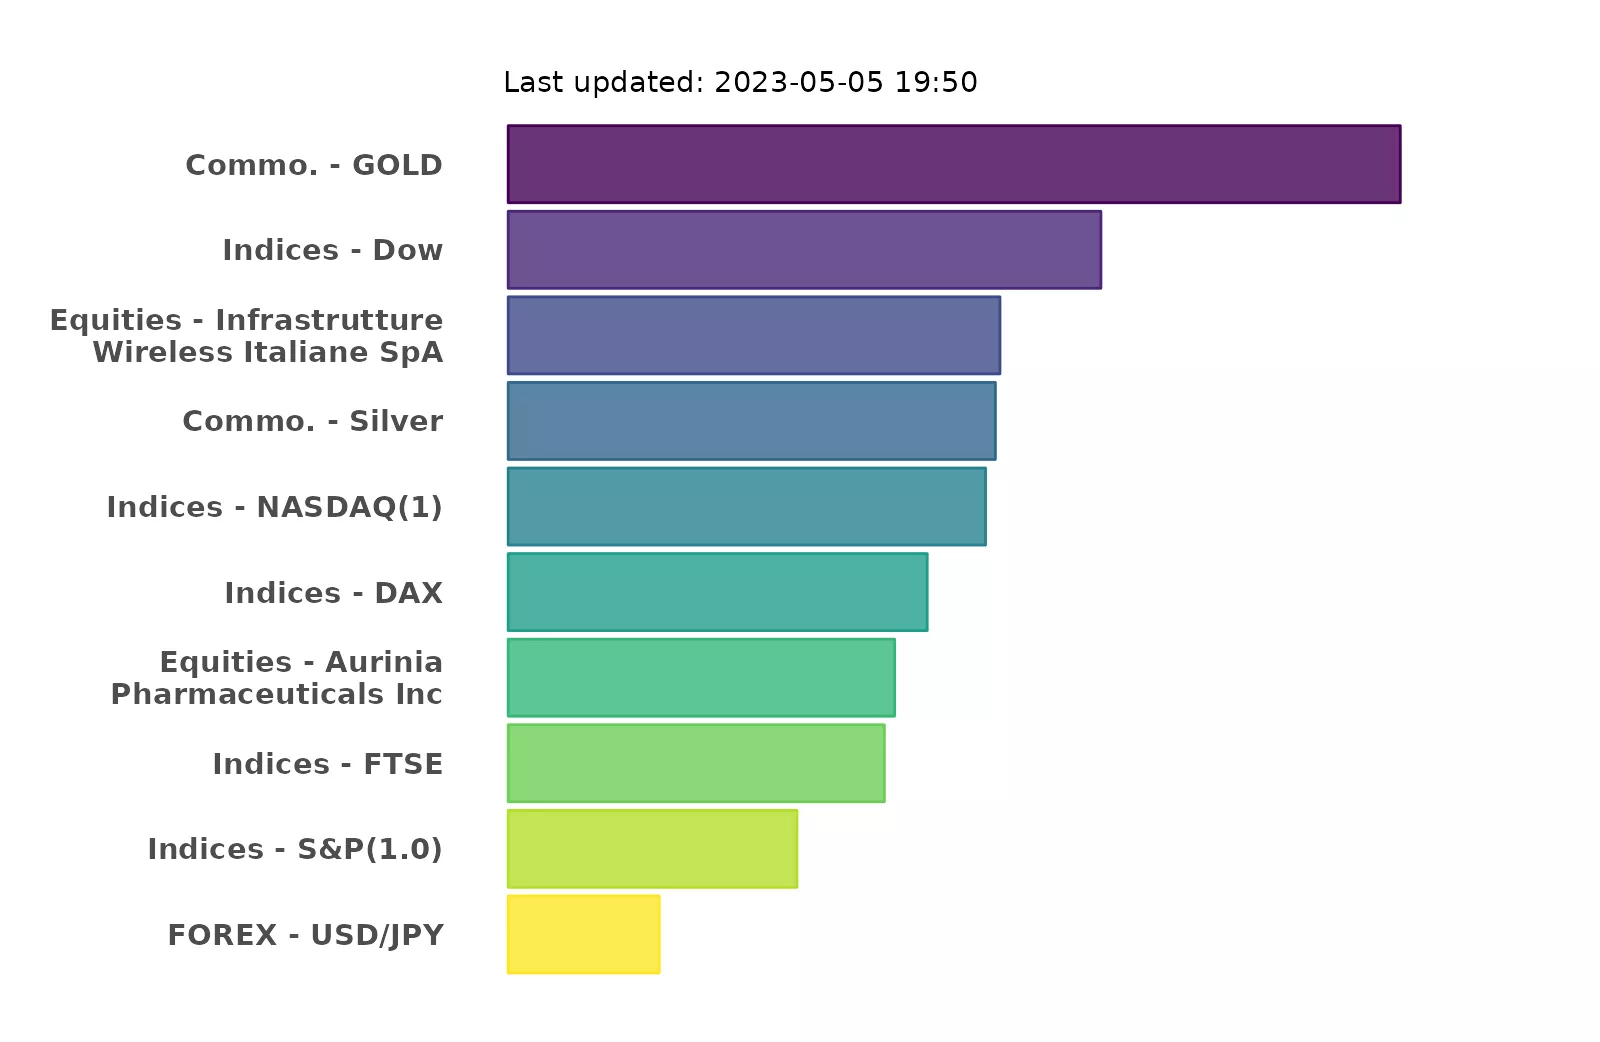 Last updated: 2023-05-05 19:50
Commo. - GOLD
Indices - Dow
Equities - Infrastrutture
Wireless Italiane SpA
Commo. - Silver
Indices - NASDAQ(1)
Indices - DAX
Equities - Aurinia
Pharmaceuticals Inc
Indices - FTSE
Indices - S&P(1.0)
FOREX - USD/JPY